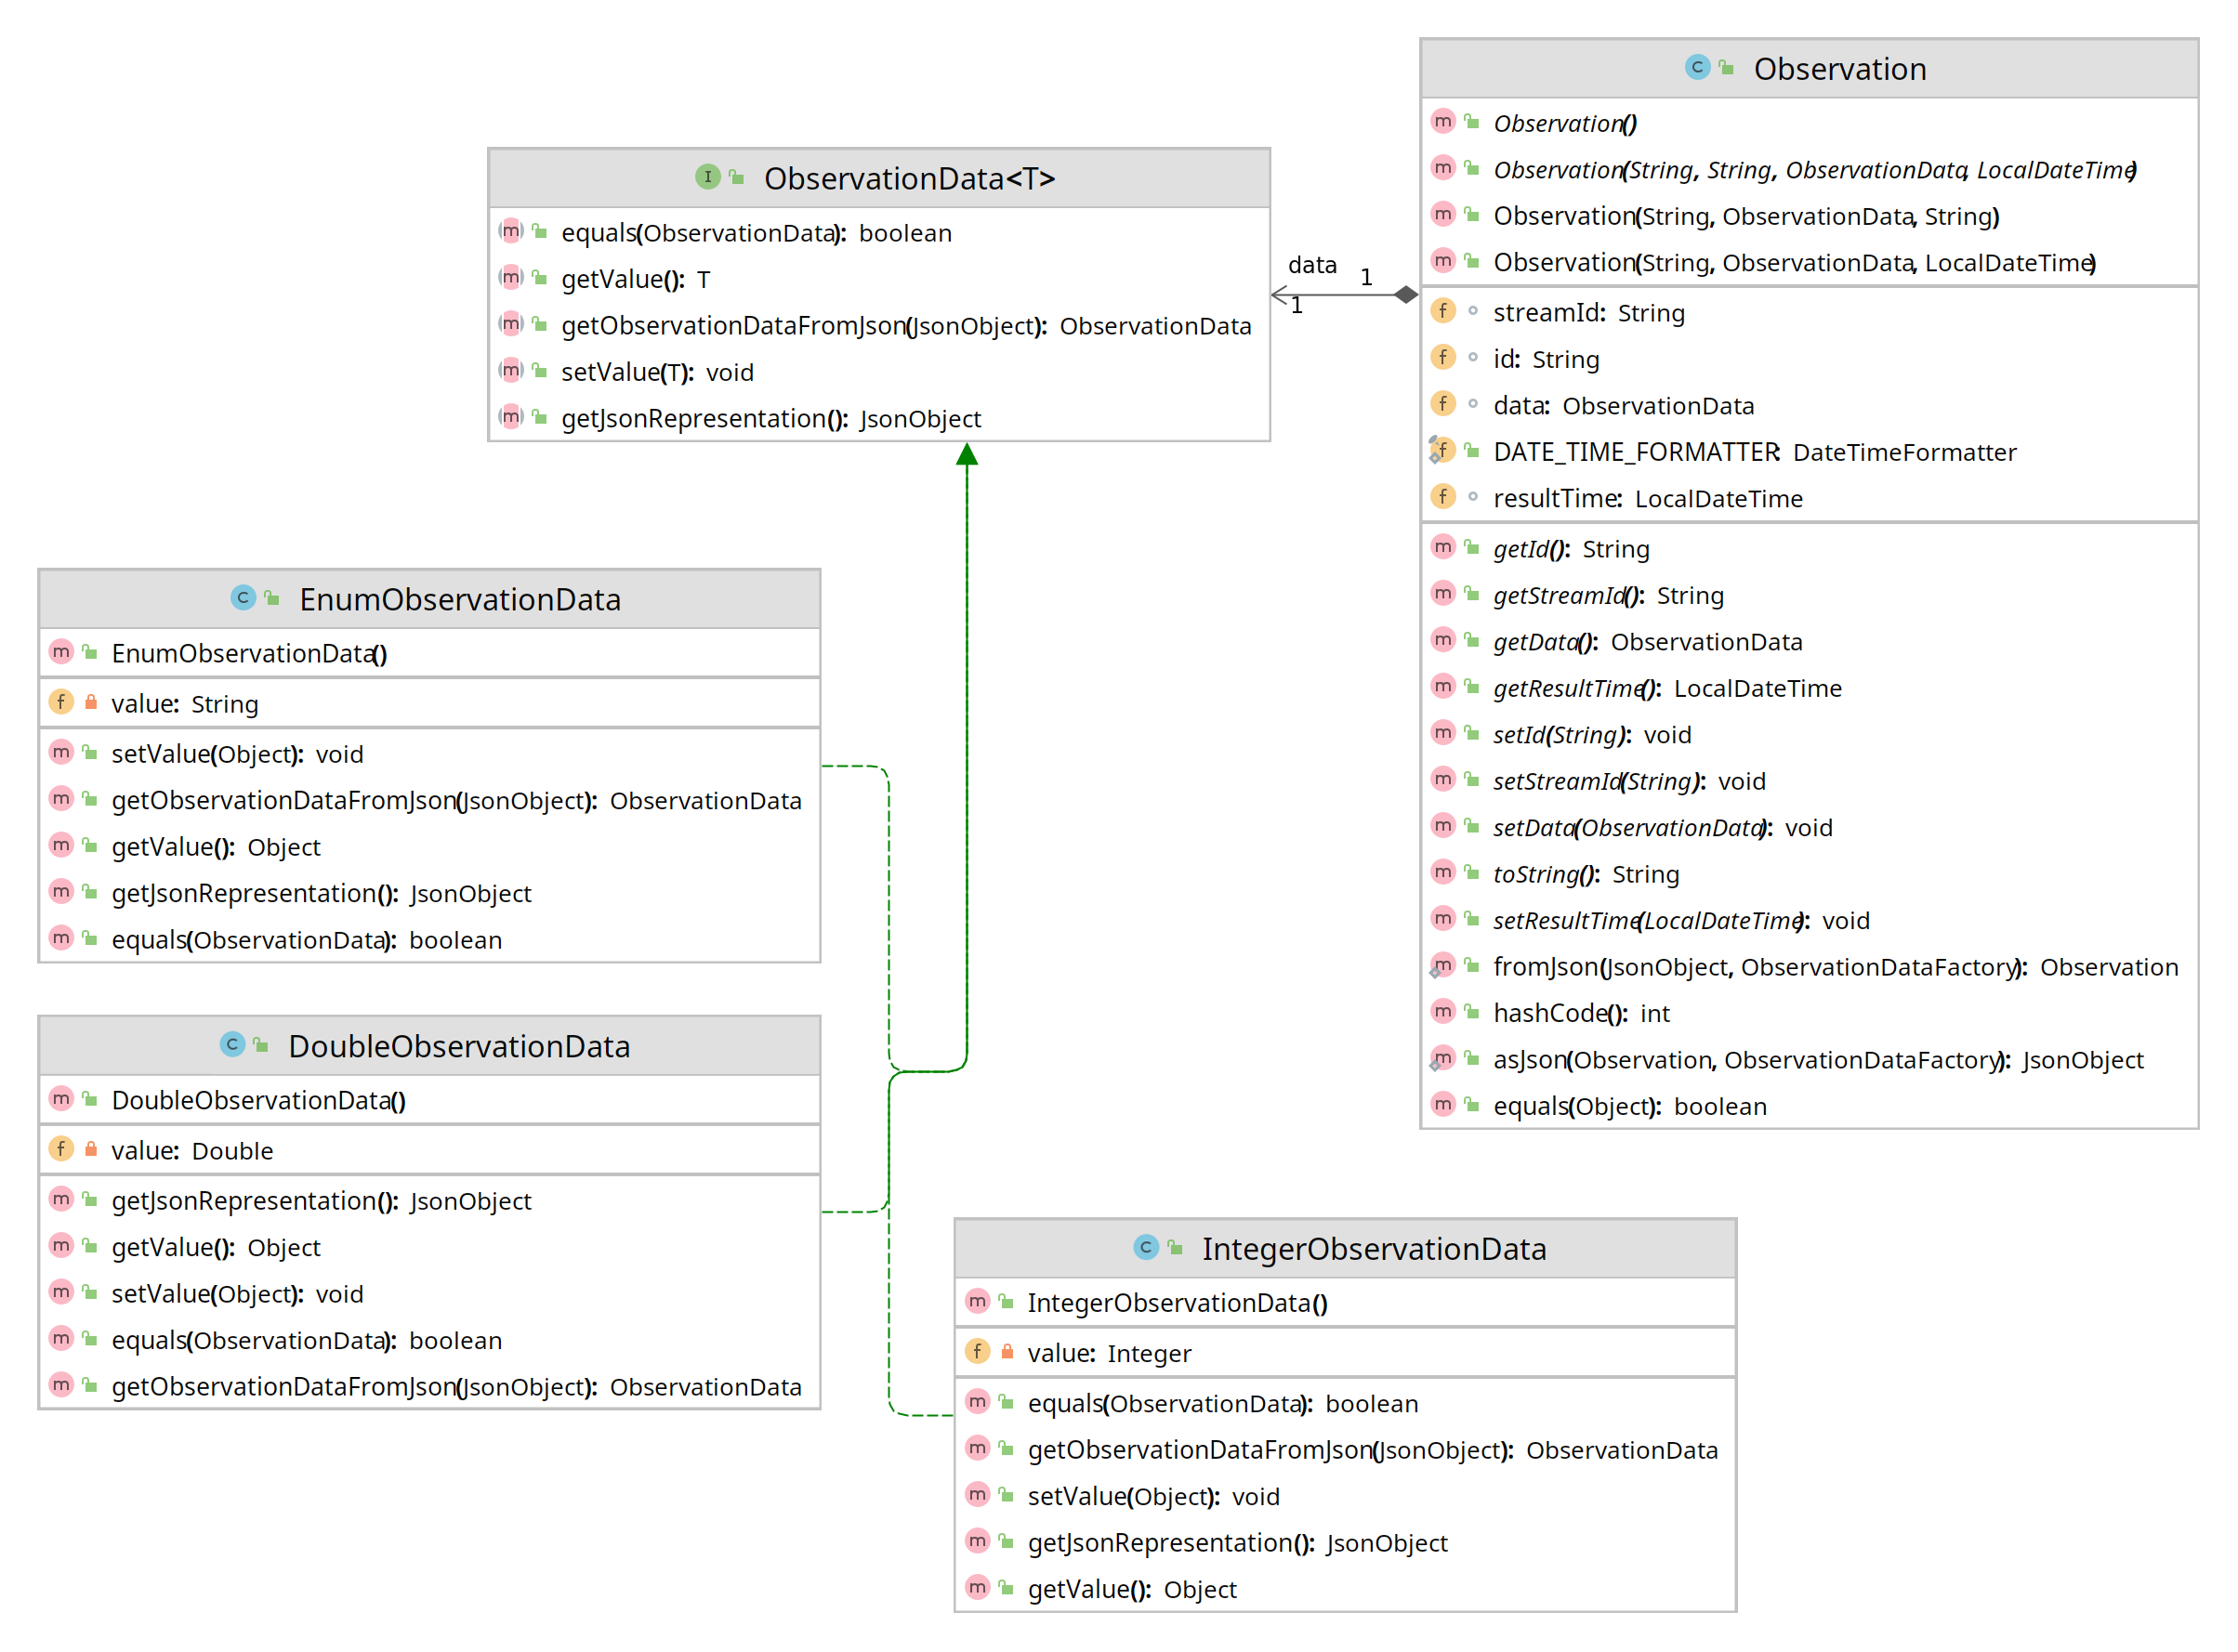 Observation
Observation()
Observation(String, String, ObservationData, LocalDateTime)
Observation(String, ObservationData, String)
Observation(String, ObservationData, LocalDateTime)
streamId: String
id: String
data: ObservationData
DATE_TIME_FORMATTER: DateTimeFormatter
resultTime: LocalDateTime
getId(): String
getStreamId(): String
getData(): ObservationData
getResultTime(): LocalDateTime
setId(String): void
setStreamId(String): void
setData(ObservationData): void
toString(): String
setResultTime(LocalDateTime): void
fromJson(JsonObject, ObservationDataFactory): Observation
hashCode(): int
asJson(Observation, ObservationDataFactory): JsonObject
equals(Object): boolean
ObservationData<T>
equals(ObservationData): boolean
getValue(): T
getObservationDataFromJson(JsonObject): ObservationData
setValue(T): void
getJsonRepresentation(): JsonObject
data
1
1
EnumObservationData
EnumObservationData()
value: String
setValue(Object): void
getObservationDataFromJson(JsonObject): ObservationData
getValue(): Object
getJsonRepresentation(): JsonObject
equals(ObservationData): boolean
DoubleObservationData
DoubleObservationData()
value: Double
getJsonRepresentation(): JsonObject
getValue(): Object
setValue(Object): void
equals(ObservationData): boolean
getObservationDataFromJson(JsonObject): ObservationData
IntegerObservationData
IntegerObservationData()
value: Integer
equals(ObservationData): boolean
getObservationDataFromJson(JsonObject): ObservationData
setValue(Object): void
getJsonRepresentation(): JsonObject
getValue(): Object